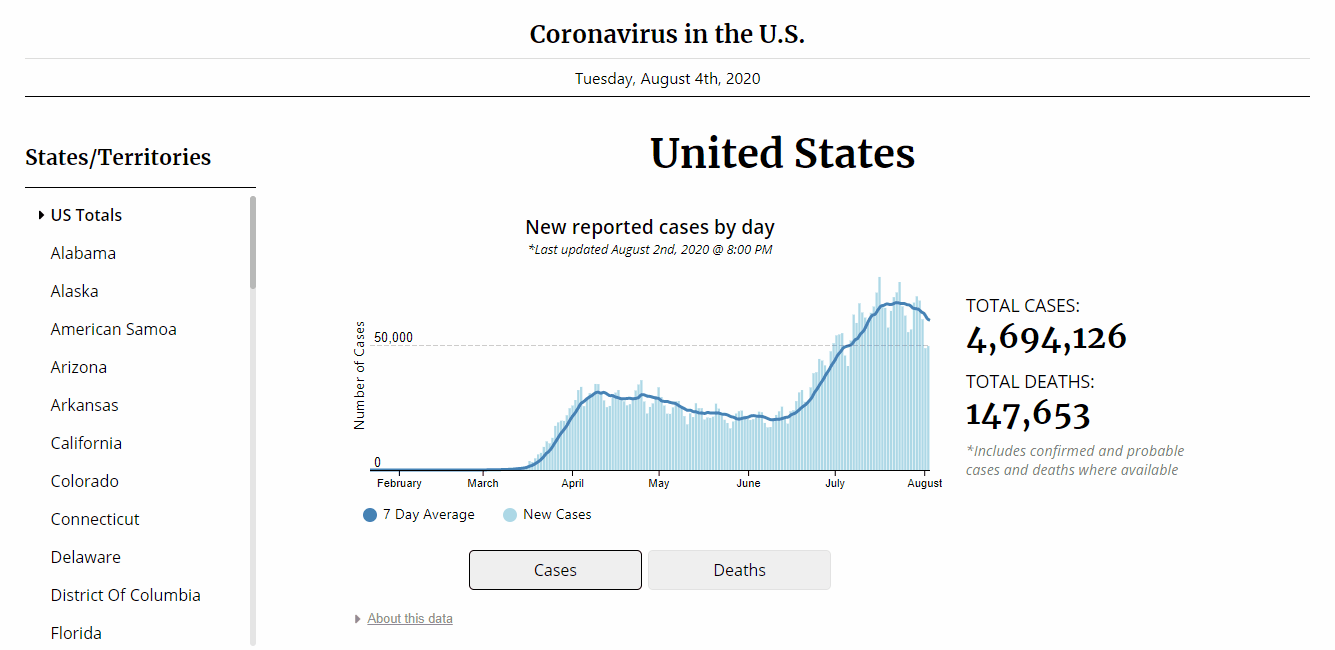 Coronavirus in the U.S.
Tuesday, August 4th, 2020
States/Territories
US Totals
Alabama
Alaska
American Samoa
Arizona
Arkansas
California
Colorado
Connecticut
Delaware
District Of Columbia
Florida
United States
New reported cases by day
*Last updated August 2nd, 2020 @ 8:00 PM
Number of Cases
50,000
0
February March April May June July August
7 Day Average New Cases
TOTAL CASES:
4,694,126
TOTAL DEATHS:
147,653
*Includes confirmed and probable
cases and deaths where available
Cases Deaths
About this data